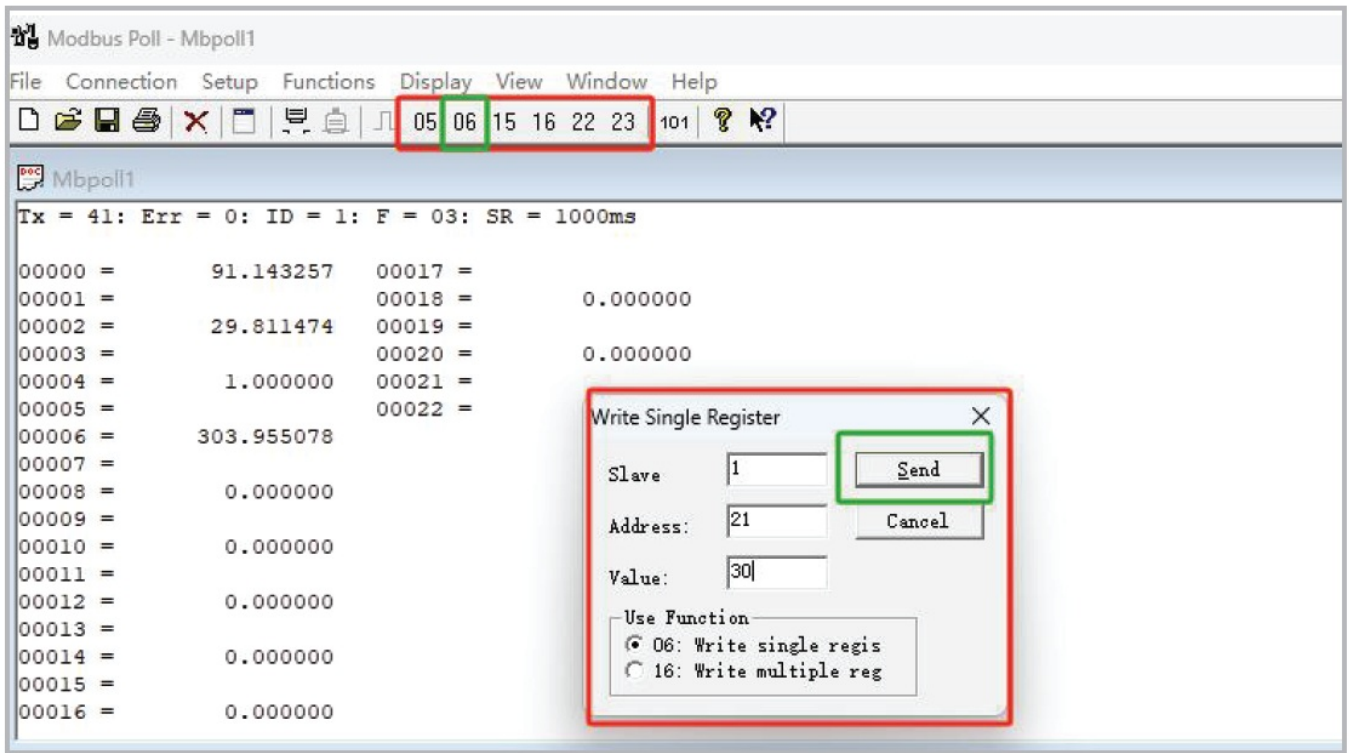 Modbus Poll - Mbpoll1
File Connection Setup Functions Display View Window Help
05 06 15 16 22 23 101
Mbpoll1
Tx = 41: Err = 0: ID = 1: F = 03: SR = 1000ms
00000 = 91.143257 00017 =
00001 = 00018 = 0.000000
00002 = 29.811474 00019 =
00003 = 00020 = 0.000000
00004 = 1.000000 00021 =
00005 = 00022 =
00006 = 303.955078
00007 =
00008 = 0.000000
00009 =
00010 = 0.000000
00011 =
00012 = 0.000000
00013 =
00014 = 0.000000
00015 =
00016 = 0.000000
Write Single Register
Slave 1 Send
Address: 21 Cancel
Value: 30
Use Function
06: Write single regis
16: Write multiple reg